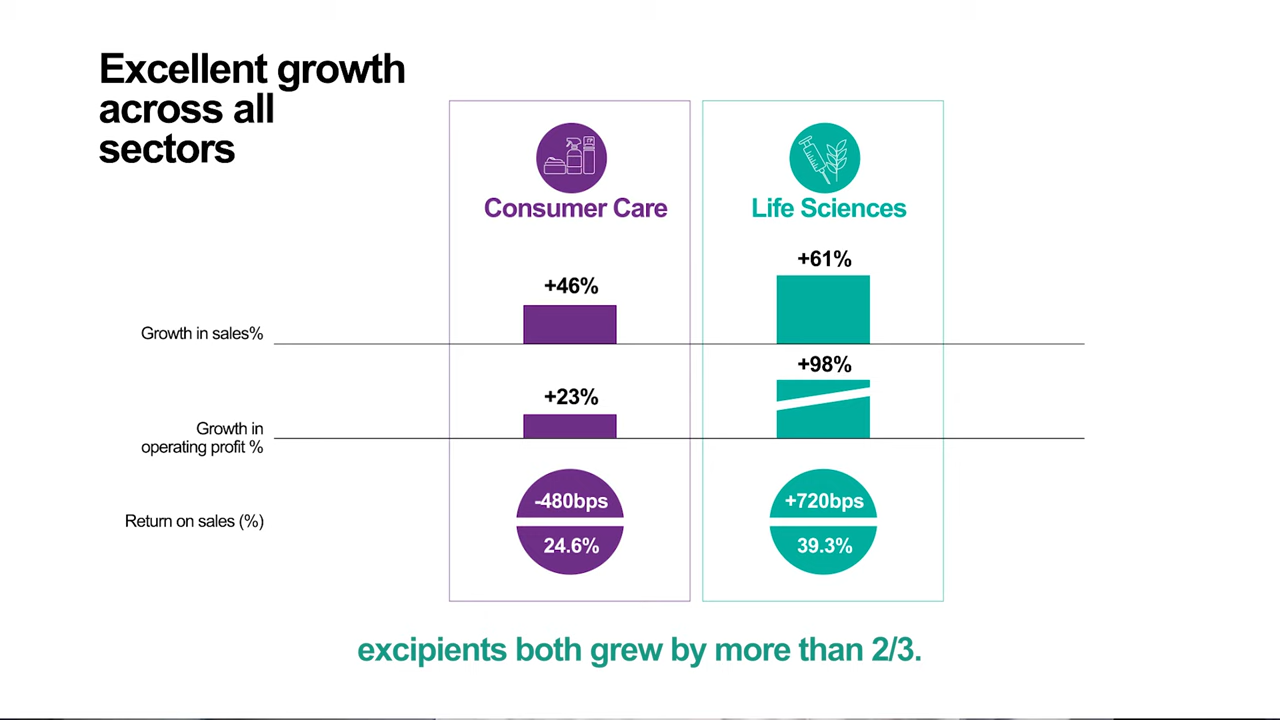 Excellent growth
across all
sectors
Consumer Care
Life Sciences
+46%
+61%
Growth in sales%
+23%
+98%
Growth in
operating profit %
-480bps
+720bps
Return on sales (%)
24.6%
39.3%
excipients both grew by more than 2/3.